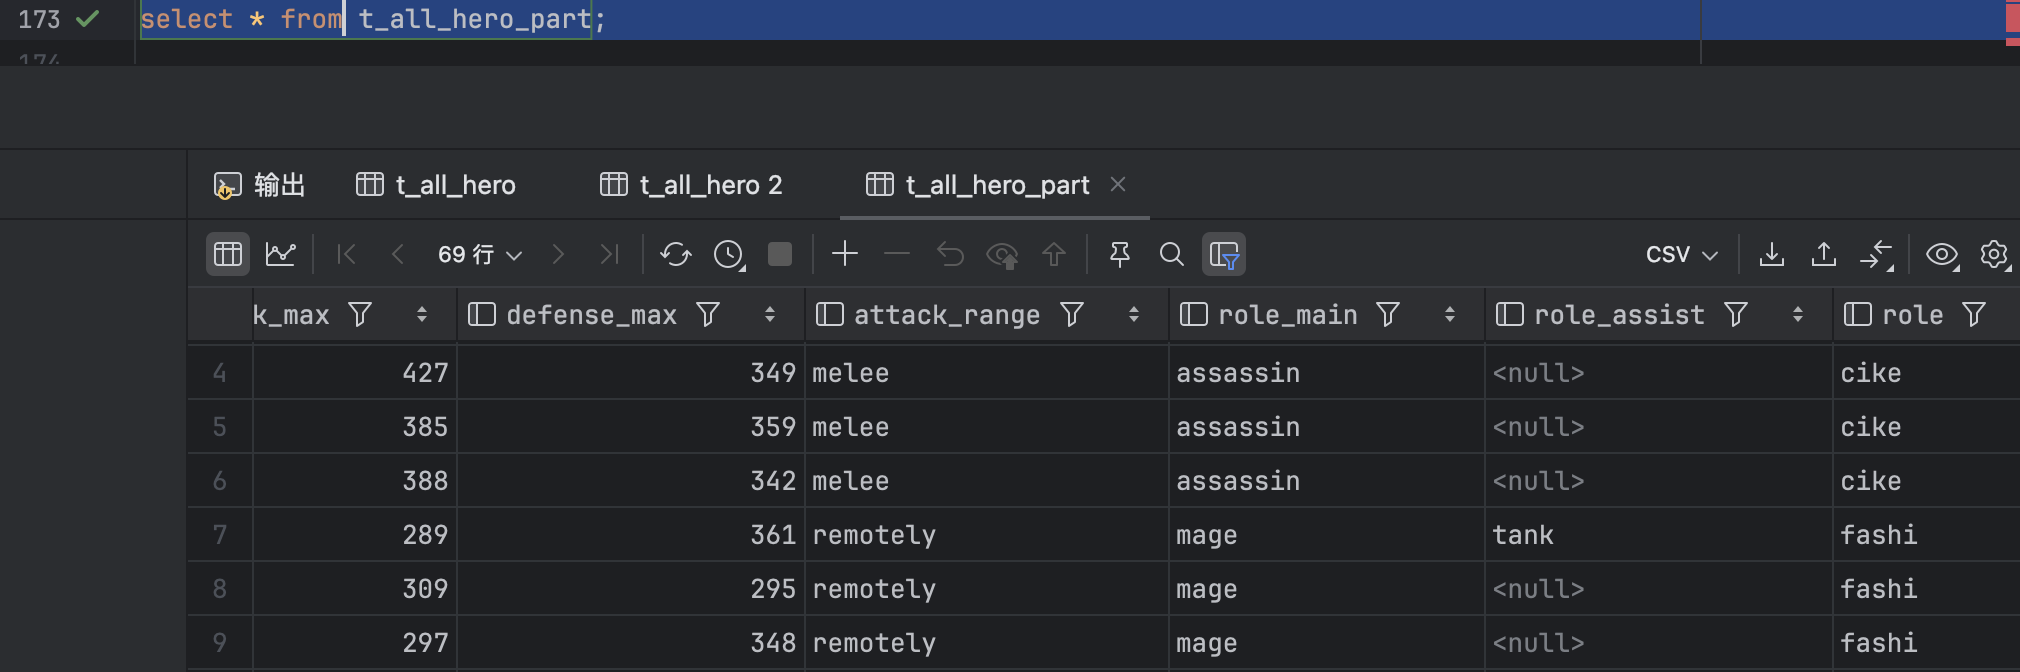 173 select * from t_all_hero_part;
174
输出 t_all_hero t_all_hero 2 t_all_hero_part
69 行 CSV
k_max defense_max attack_range role_main role_assist role
4 427 349 melee assassin <null> cike
5 385 359 melee assassin <null> cike
6 388 342 melee assassin <null> cike
7 289 361 remotely mage tank fashi
8 309 295 remotely mage <null> fashi
9 297 348 remotely mage <null> fashi